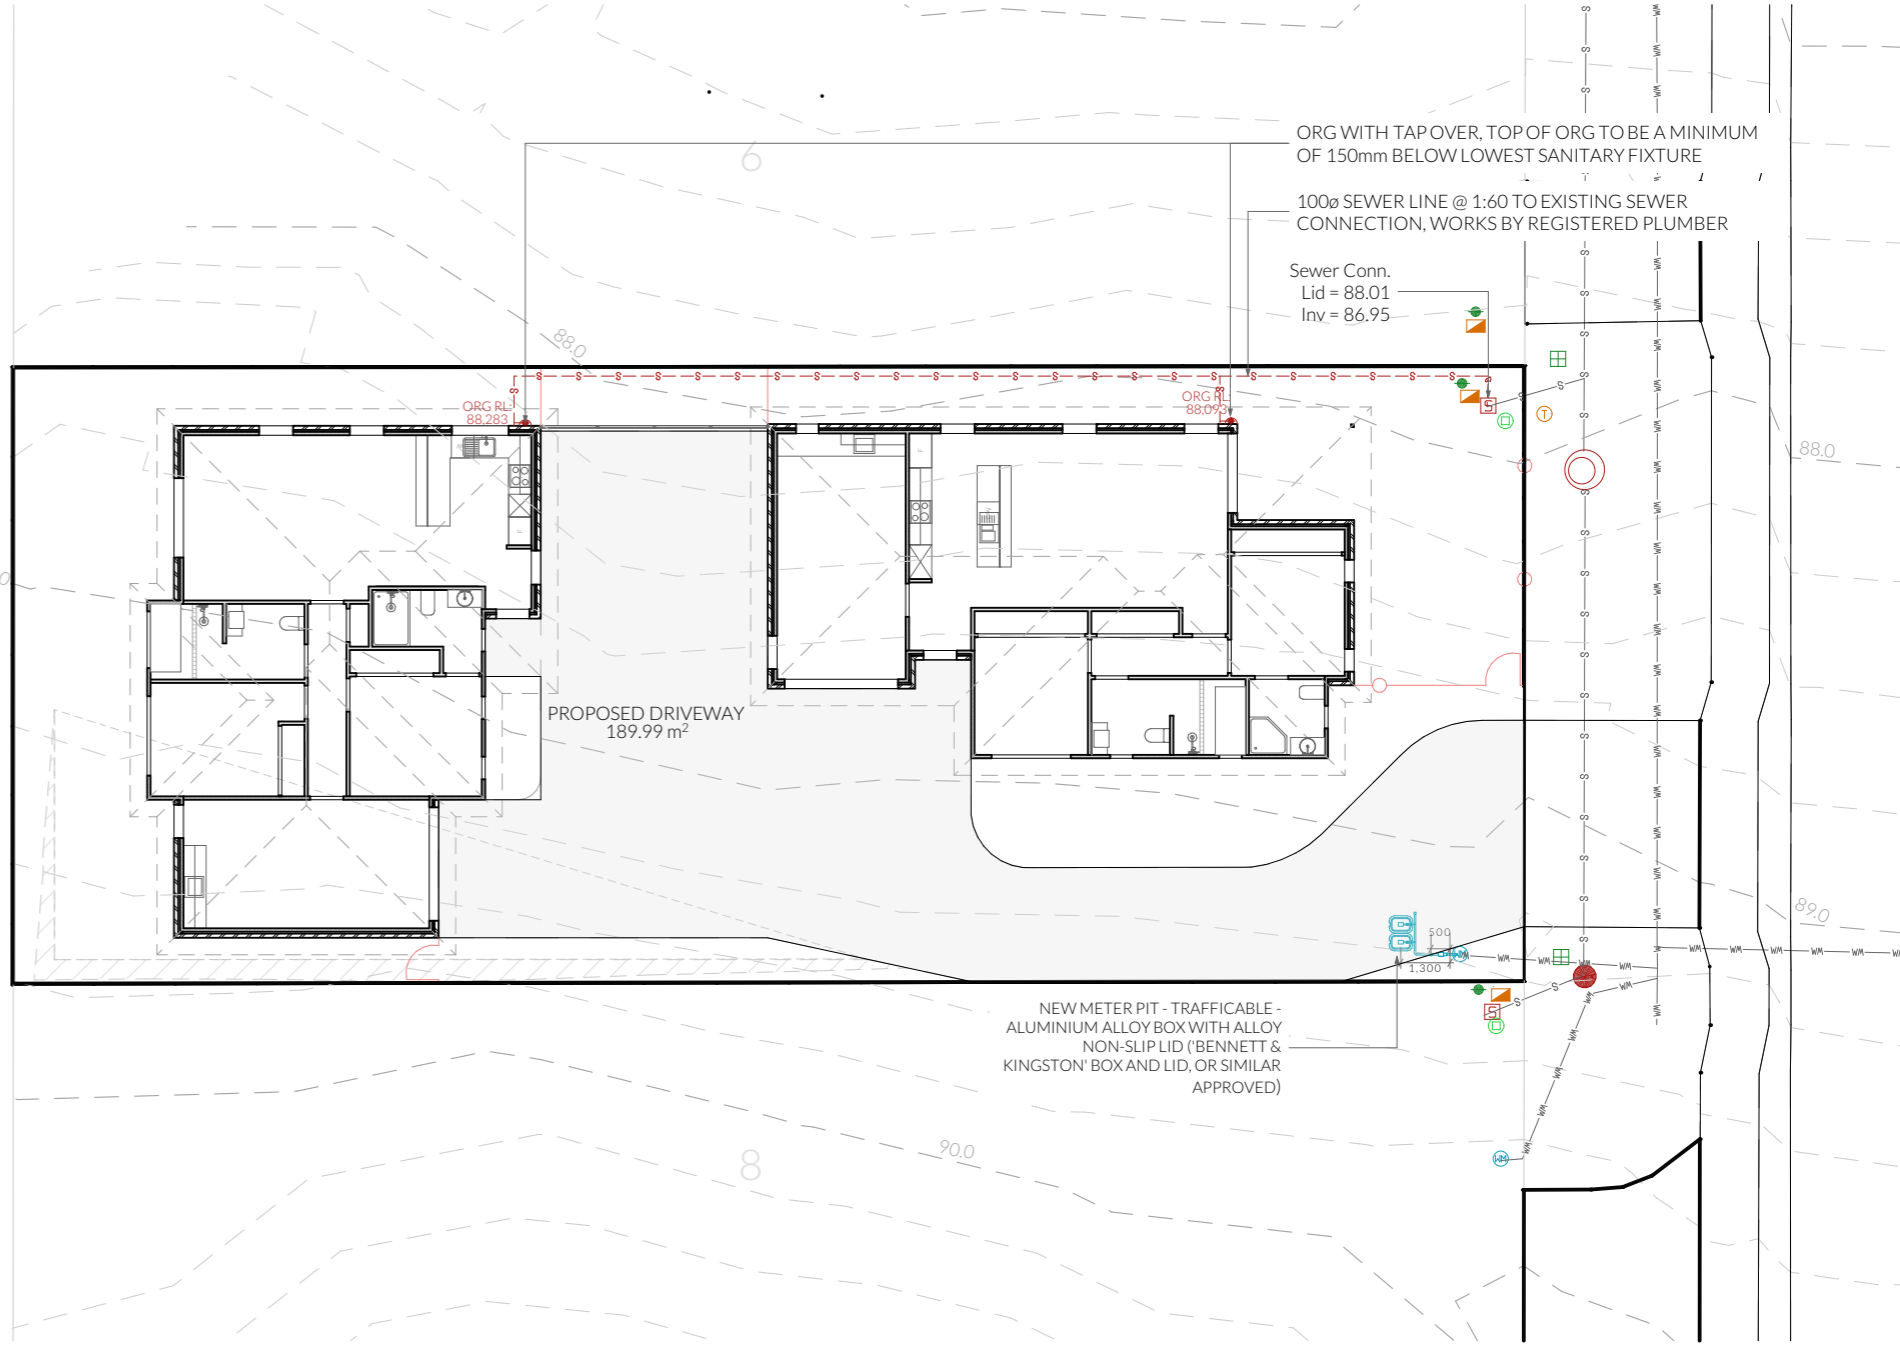 6
ORG WITH TAP OVER, TOP OF ORG TO BE A MINIMUM
OF 150mm BELOW LOWEST SANITARY FIXTURE
100ø SEWER LINE @ 1:60 TO EXISTING SEWER
CONNECTION, WORKS BY REGISTERED PLUMBER
Sewer Conn.
Lid = 88.01
Inv = 86.95
88.0
ORG RL:
88.283
ORG RL:
88.093
88.0
PROPOSED DRIVEWAY
189.99 m²
89.0
500
1,300
NEW METER PIT - TRAFFICABLE -
ALUMINIUM ALLOY BOX WITH ALLOY
NON-SLIP LID ('BENNETT &
KINGSTON' BOX AND LID, OR SIMILAR
APPROVED)
90.0
8